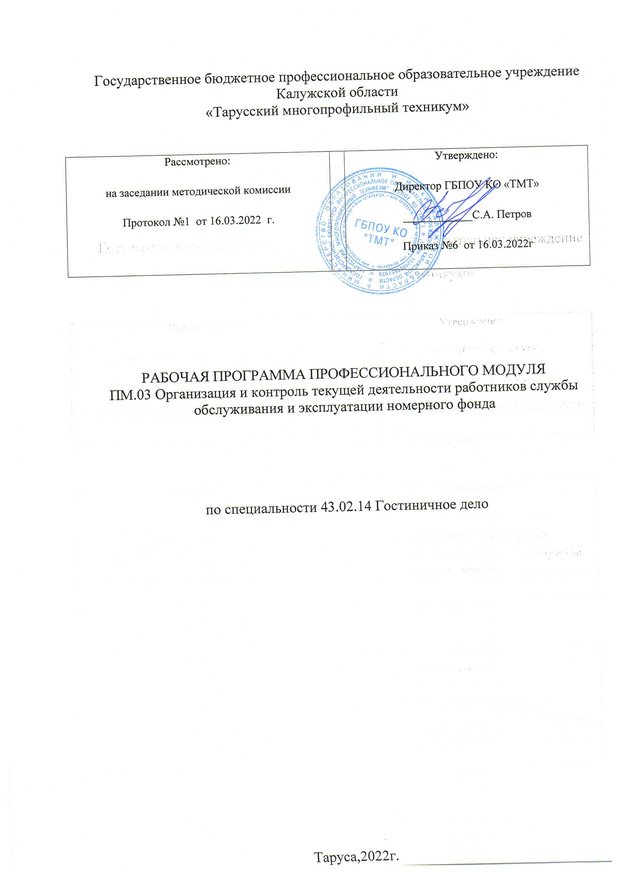 Государственное бюджетное профессиональное образовательное учреждение
Калужской области
«Тарусский многопрофильный техникум»
Рассмотрено:
на заседании методической комиссии
Протокол №1 от 16.03.2022 г.
Утверждено:
Директор ГБПОУ КО «ТМТ»
____________С.А. Петров
Приказ №6 от 16.03.2022г
ГБПОУ КО
"ТМТ"
РАБОЧАЯ ПРОГРАММА ПРОФЕССИОНАЛЬНОГО МОДУЛЯ
ПМ.03 Организация и контроль текущей деятельности работников службы
обслуживания и эксплуатации номерного фонда
по специальности 43.02.14 Гостиничное дело
Таруса,2022г.